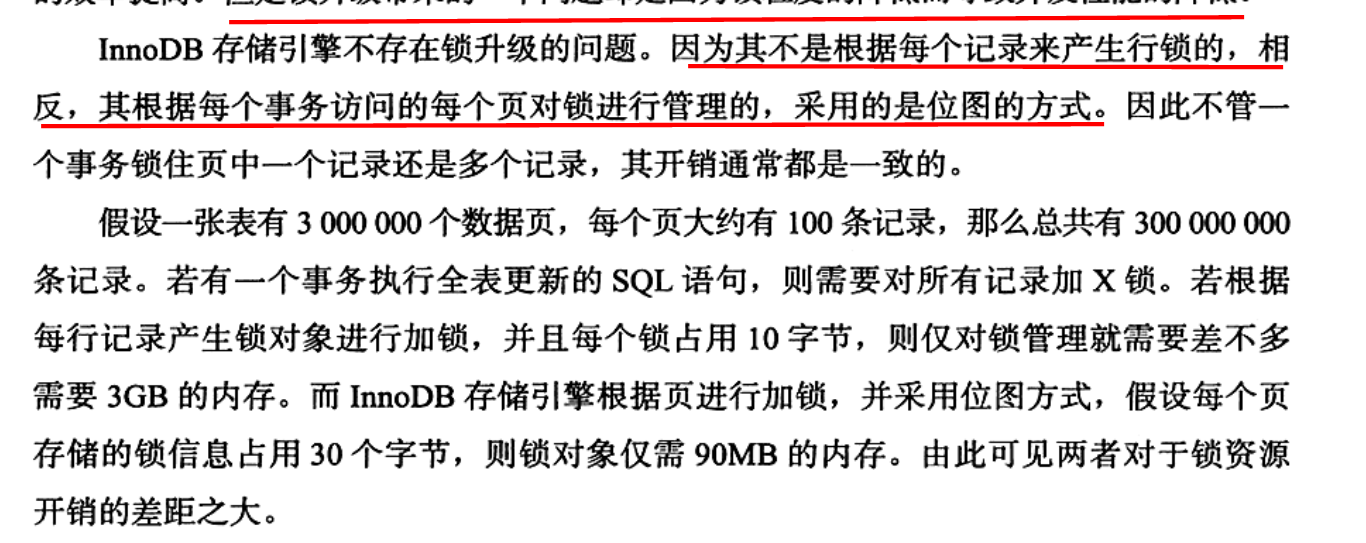 InnoDB 存储引擎不存在锁升级的问题。因为其不是根据每个记录来产生行锁的，相
反，其根据每个事务访问的每个页对锁进行管理的，采用的是位图的方式。因此不管一
个事务锁住页中一个记录还是多个记录，其开销通常都是一致的。
假设一张表有 3 000 000 个数据页，每个页大约有 100 条记录，那么总共有 300 000 000
条记录。若有一个事务执行全表更新的 SQL 语句，则需要对所有记录加 X 锁。若根据
每行记录产生锁对象进行加锁，并且每个锁占用 10 字节，则仅对锁管理就需要差不多
需要 3GB 的内存。而 InnoDB 存储引擎根据页进行加锁，并采用位图方式，假设每个页
存储的锁信息占用 30 个字节，则锁对象仅需 90MB 的内存。由此可见两者对于锁资源
开销的差距之大。